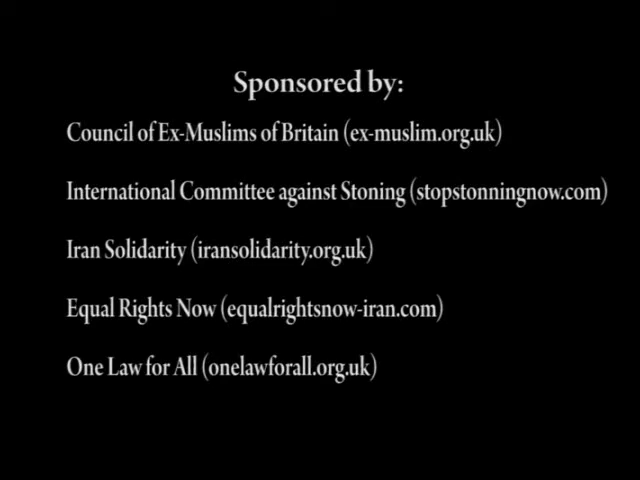 Sponsored by:
Council of Ex-Muslims of Britain (ex-muslim.org.uk)
International Committee against Stoning (stopstonningnow.com)
Iran Solidarity (iransolidarity.org.uk)
Equal Rights Now (equalrightsnow-iran.com)
One Law for All (onelawforall.org.uk)